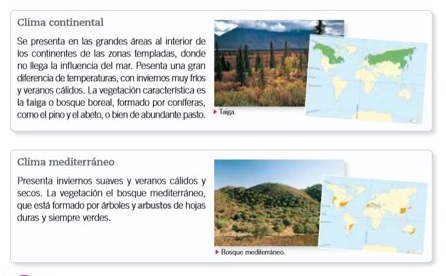 Clima continental
Se presenta en las grandes áreas al interior de
los continentes de las zonas templadas, donde
no llega la influencia del mar. Pesenta una gran
diferencia de temperaturas, con inviernos muy fríos
y veranos cálidos. La vegetación característica es
la taiga o bosque boreal, formado por coníferas,
como el pino y el abeto, o bien de abundante pasto.
Taiga.
Clima mediterráneo
Presenta inviernos suaves y veranos cálidos y
secos. La vegetación el bosque mediterráneo,
que está formado por árboles y arbustos de hojas
duras y siempre verdes.
Bosque mediterráneo.